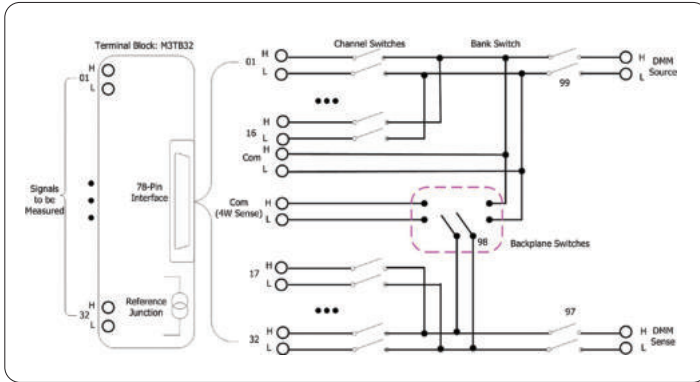 Terminal Block: M3TB32
H
01
L
Signals
to be
Measured
78-Pin
Interface
Reference
Junction
H
32
L
Channel Switches
Bank Switch
H
01
L
H
16
L
H
Com
L
Com
(4W Sense)
H
L
H
17
L
H
32
L
99
H
L
DMM
Source
98
Backplane Switches
97
H
L
DMM
Sense